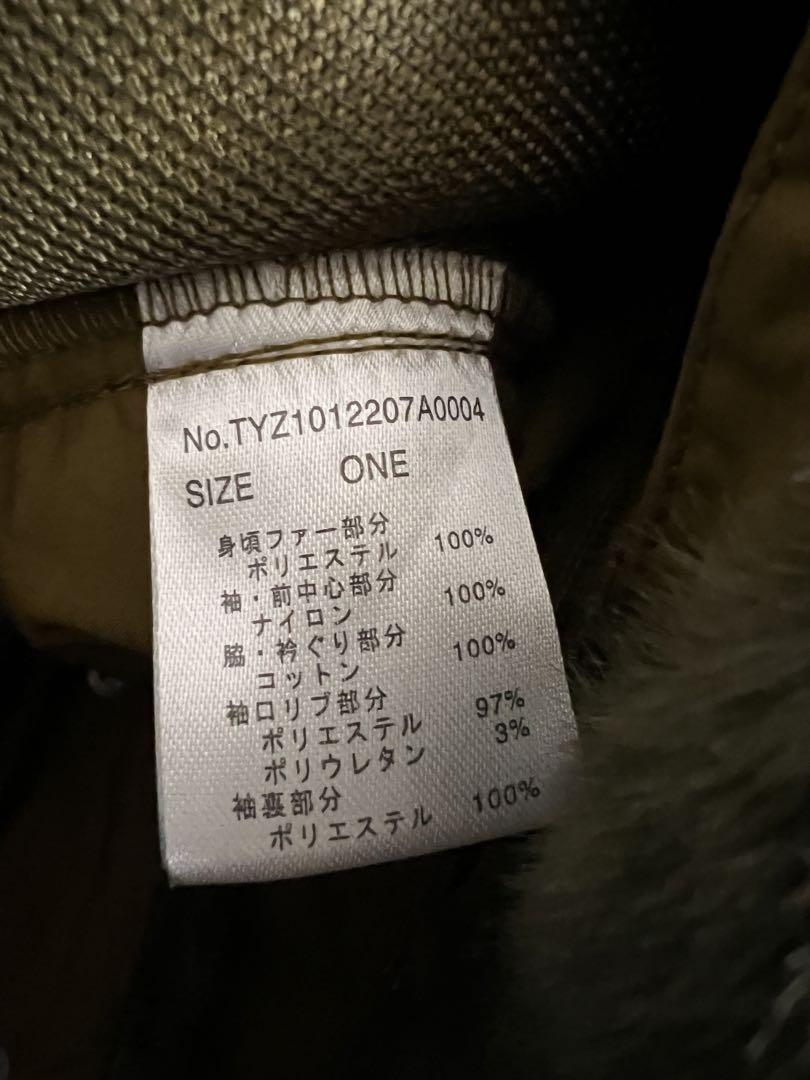 No.TYZ1012207A0004
SIZE ONE
身頃ファー部分
ポリエステル 100%
袖・前中心部分
ナイロン 100%
脇・衿ぐり部分
コットン 100%
袖口リブ部分
ポリエステル 97%
ポリウレタン 3%
袖裏部分
ポリエステル 100%